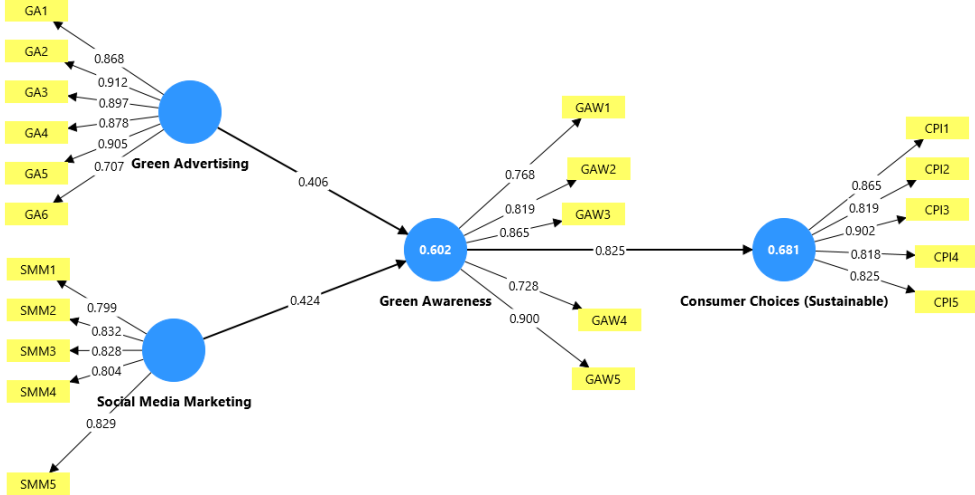 GA1
GA2
GA3
GA4
GA5
GA6
0.868
0.912
0.897
0.878
0.905
0.707
Green Advertising
0.406
SMM1
SMM2
SMM3
SMM4
SMM5
0.799
0.832
0.828
0.804
0.829
Social Media Marketing
0.424
0.602
Green Awareness
GAW1
GAW2
GAW3
GAW4
GAW5
0.768
0.819
0.865
0.728
0.900
0.825
0.681
Consumer Choices (Sustainable)
CPI1
CPI2
CPI3
CPI4
CPI5
0.865
0.819
0.902
0.818
0.825